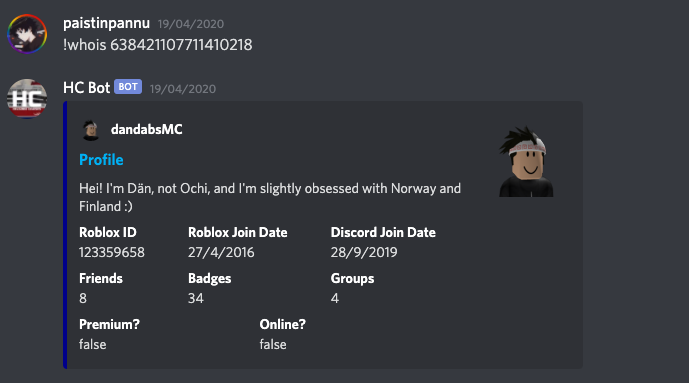 paistinpannu 19/04/2020
!whois 638421107711410218
HC
HC Bot BOT 19/04/2020
dandabsMC
Profile
Hei! I'm Dän, not Ochi, and I'm slightly obsessed with Norway and
Finland :)
Roblox ID Roblox Join Date Discord Join Date
123359658 27/4/2016 28/9/2019
Friends Badges Groups
8 34 4
Premium? Online?
false false